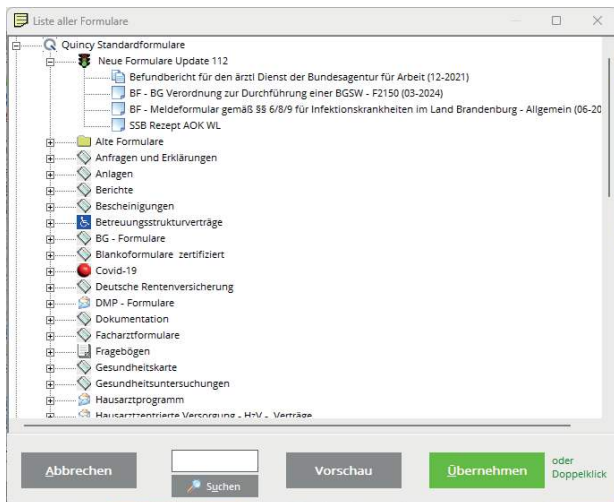 Liste aller Formulare
Quincy Standardformulare
Neue Formulare Update 112
Befundbericht für den ärztl Dienst der Bundesagentur für Arbeit (12-2021)
BF - BG Verordnung zur Durchführung einer BGSW - F2150 (03-2024)
BF - Meldeformular gemäß §§ 6/8/9 für Infektionskrankheiten im Land Brandenburg - Allgemein (06-20
SSB Rezept AOK WL
Alte Formulare
Anfragen und Erklärungen
Anlagen
Berichte
Bescheinigungen
Betreuungsstrukturverträge
BG - Formulare
Blankoformulare zertifiziert
Covid-19
Deutsche Rentenversicherung
DMP - Formulare
Dokumentation
Facharztformulare
Fragebögen
Gesundheitskarte
Gesundheitsuntersuchungen
Hausarztprogramm
Hausarztzentrierte Versorgung - HzV - Verträge
Abbrechen
Suchen
Vorschau
Übernehmen
oder
Doppelklick